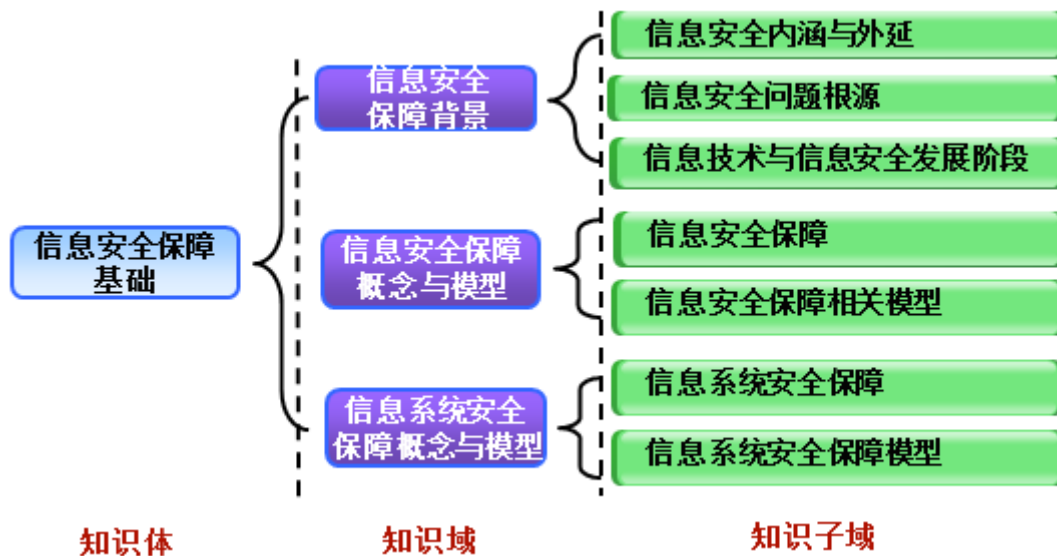 信息安全保障
基础
信息安全
保障背景
信息安全内涵与外延
信息安全问题根源
信息技术与信息安全发展阶段
信息安全保障
概念与模型
信息安全保障
信息安全保障相关模型
信息系统安全
保障概念与模型
信息系统安全保障
信息系统安全保障模型
知识体
知识域
知识子域